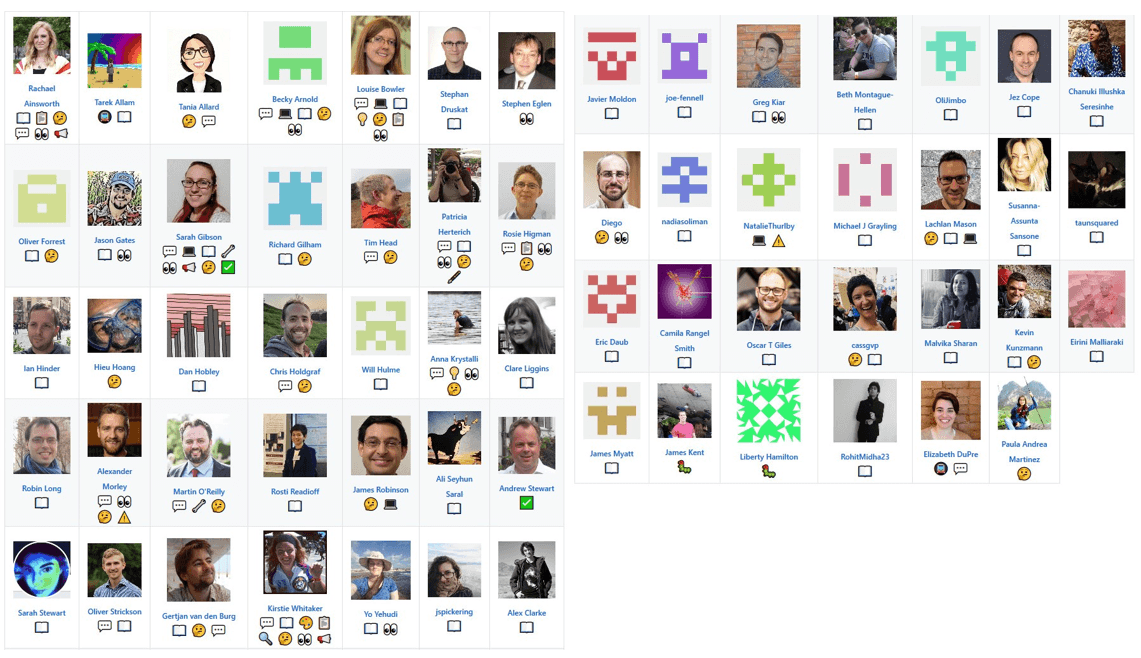 Rachael
Ainsworth
Tarek Allam
Tania Allard
Becky Arnold
Louise Bowler
Stephan
Druskat
Stephen Eglen
Oliver Forrest
Jason Gates
Sarah Gibson
Richard Gilham
Tim Head
Patricia
Herterich
Rosie Higman
Ian Hinder
Hieu Hoang
Dan Hobley
Chris Holdgraf
Will Hulme
Anna Krystalli
Clare Liggins
Robin Long
Alexander
Morley
Martin O'Reilly
Rosti Readioff
James Robinson
Ali Seyhun
Saral
Andrew Stewart
Sarah Stewart
Oliver Strickson
Gertjan van den Burg
Kirstie Whitaker
Yo Yehudi
jspickering
Alex Clarke
Javier Moldon
joe-fennell
Greg Kiar
Beth Montague-
Hellen
OliJimbo
Jez Cope
Chanuki Illushka
Seresinhe
Diego
nadiasoliman
NatalieThurlby
Michael J Grayling
Lachlan Mason
Susanna-
Assunta
Sansone
taunsquared
Eric Daub
Camila Rangel
Smith
Oscar T Giles
cassgvp
Malvika Sharan
Kevin
Kunzmann
Eirini Malliaraki
James Myatt
James Kent
Liberty Hamilton
RohitMidha23
Elizabeth DuPre
Paula Andrea
Martinez